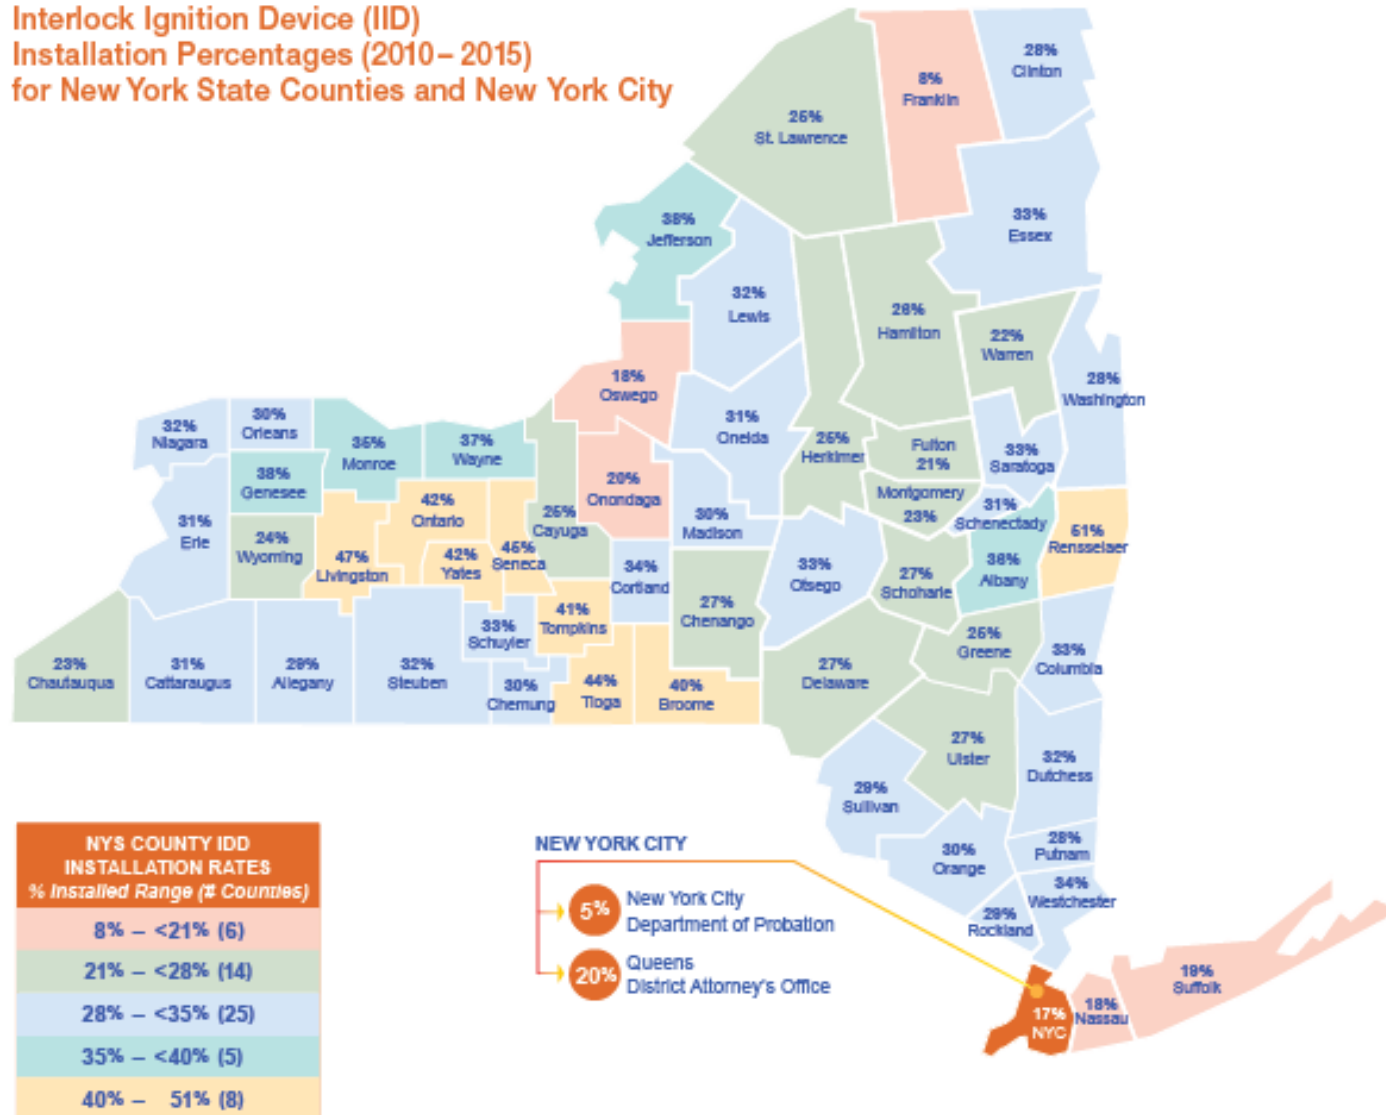 Interlock Ignition Device (IID)
Installation Percentages (2010–2015)
for New York State Counties and New York City
28%
Clinton
8%
Franklin
25%
St. Lawrence
33%
Essex
38%
Jefferson
32%
Lewis
26%
Hamilton
22%
Warren
28%
Washington
18%
Oswego
31%
Oneida
25%
Herkimer
Fulton
21%
33%
Saratoga
32%
Niagara
30%
Orleans
35%
Monroe
37%
Wayne
38%
Genesee
20%
Onondaga
Montgomery
23%
31%
Schenectady
51%
Rensselaer
42%
Ontario
25%
Cayuga
30%
Madison
31%
Erie
24%
Wyoming
47%
Livingston
42%
Yates
45%
Seneca
34%
Cortland
33%
Otsego
27%
Schoharie
36%
Albany
41%
Tompkins
27%
Chenango
33%
Schuyler
25%
Greene
33%
Columbia
23%
Chautauqua
31%
Cattaraugus
29%
Allegany
32%
Steuben
30%
Chemung
44%
Tioga
40%
Broome
27%
Delaware
27%
Ulster
32%
Dutchess
29%
Sullivan
30%
Orange
28%
Putnam
34%
Westchester
29%
Rockland
19%
Suffolk
18%
Nassau
17%
NYC
NEW YORK CITY
5% New York City
Department of Probation
20% Queens
District Attorney's Office
NYS COUNTY IDD
INSTALLATION RATES
% Installed Range (# Counties)
8% – <21% (6)
21% – <28% (14)
28% – <35% (25)
35% – <40% (5)
40% – 51% (8)